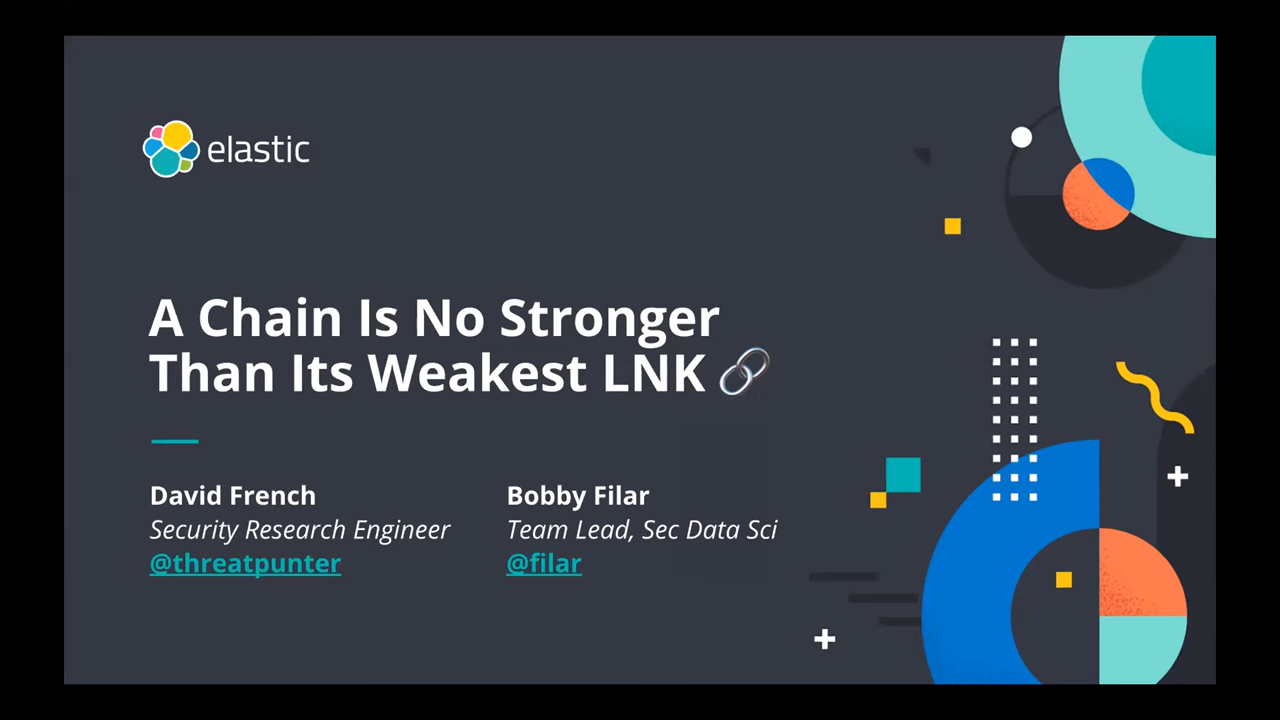 elastic
A Chain Is No Stronger
Than Its Weakest LNK 🔗
David French
Security Research Engineer
@threatpunter
Bobby Filar
Team Lead, Sec Data Sci
@filar